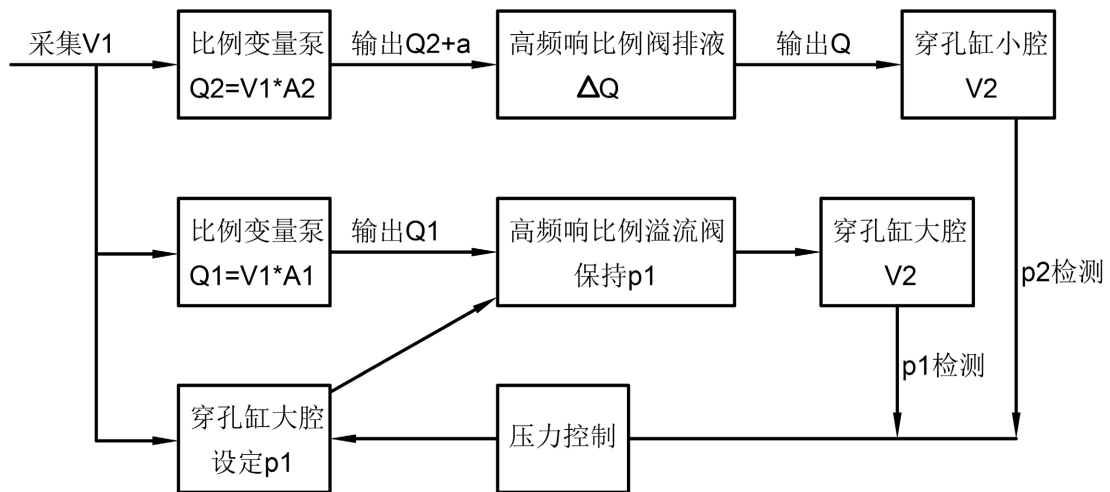 采集V1
比例变量泵
Q2=V1*A2
输出Q2+a
高频响比例阀排液
ΔQ
输出Q
穿孔缸小腔
V2
比例变量泵
Q1=V1*A1
输出Q1
高频响比例溢流阀
保持p1
穿孔缸大腔
V2
p2检测
p1检测
穿孔缸大腔
设定p1
压力控制